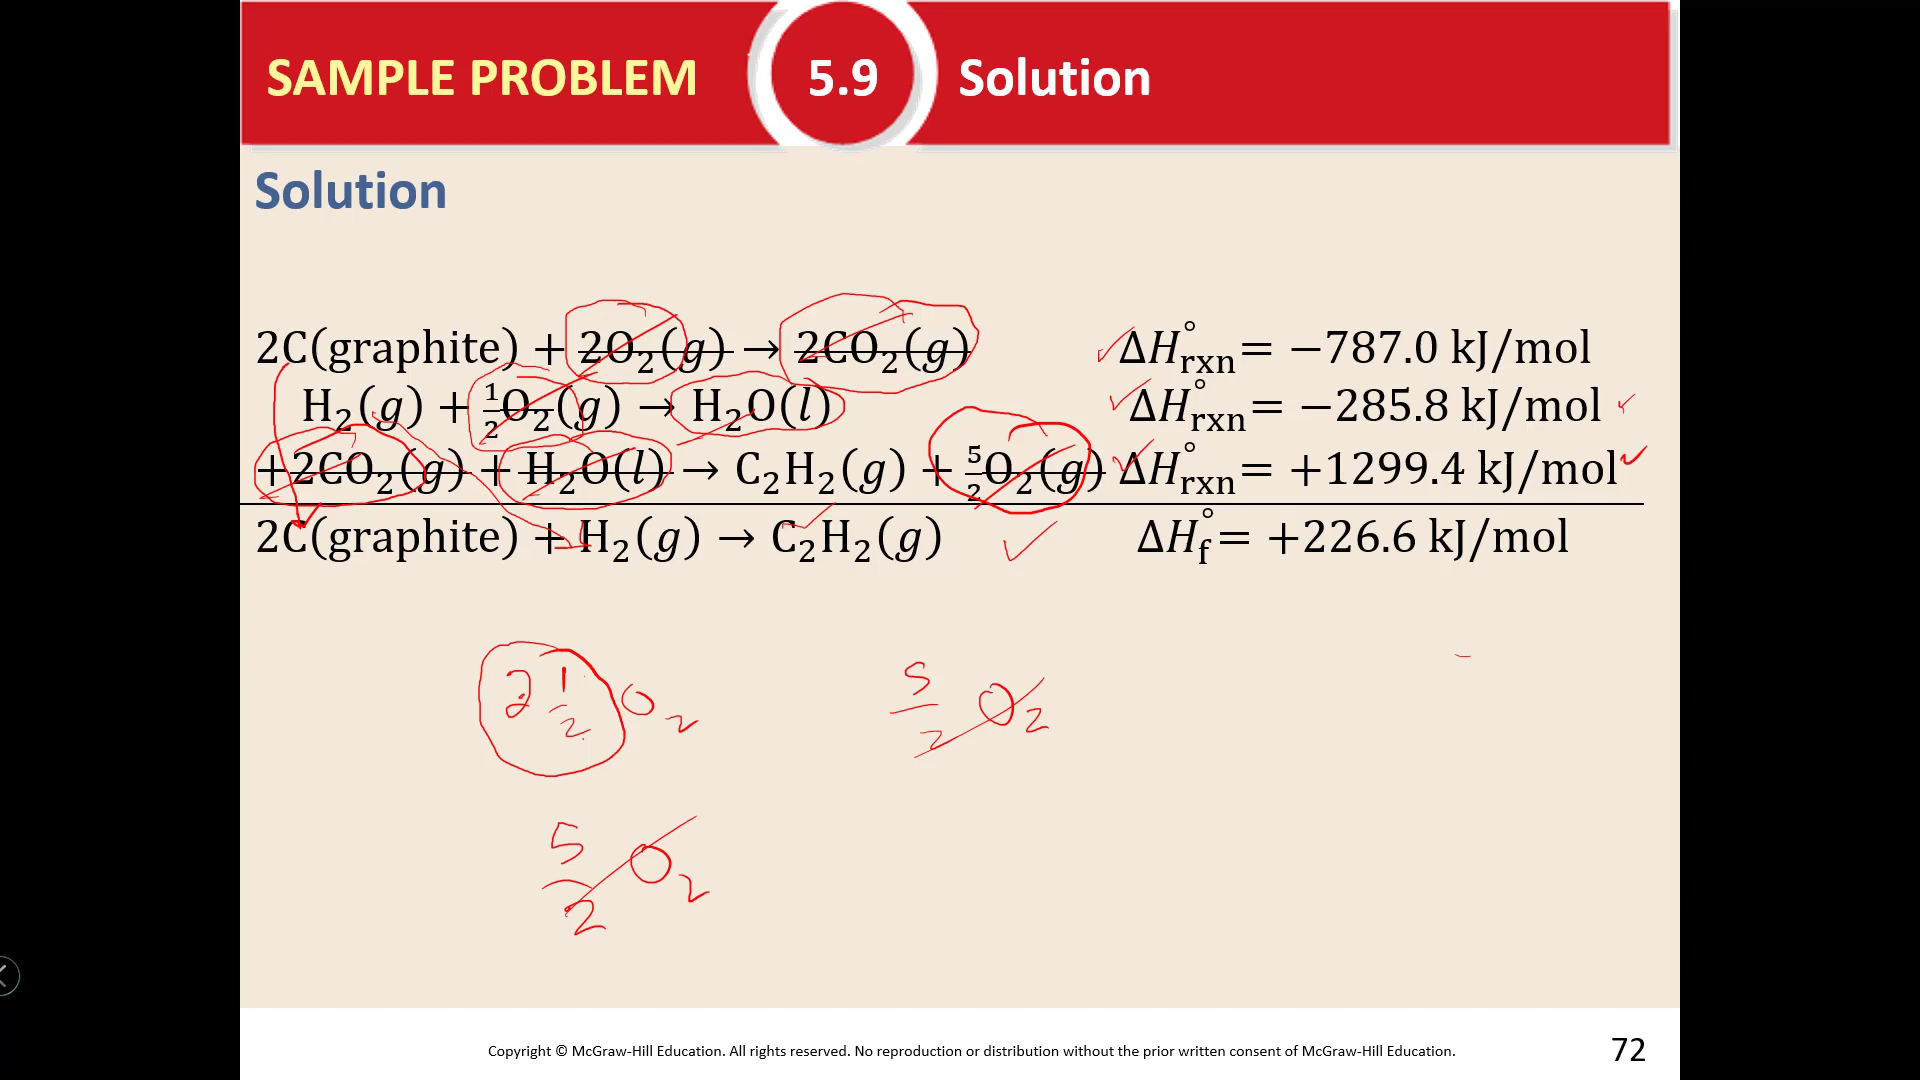 SAMPLE PROBLEM 5.9 Solution
Solution
2C(graphite) + 2O₂(g) → 2CO₂(g) ΔH°rxn = −787.0 kJ/mol
H₂(g) + ½O₂(g) → H₂O(l) ΔH°rxn = −285.8 kJ/mol
+2CO₂(g) + H₂O(l) → C₂H₂(g) + 5/2O₂(g) ΔH°rxn = +1299.4 kJ/mol
2C(graphite) + H₂(g) → C₂H₂(g) ΔH°f = +226.6 kJ/mol
2 1/2 O₂ 5/2 O₂
5/2 O₂
Copyright © McGraw-Hill Education. All rights reserved. No reproduction or distribution without the prior written consent of McGraw-Hill Education. 72